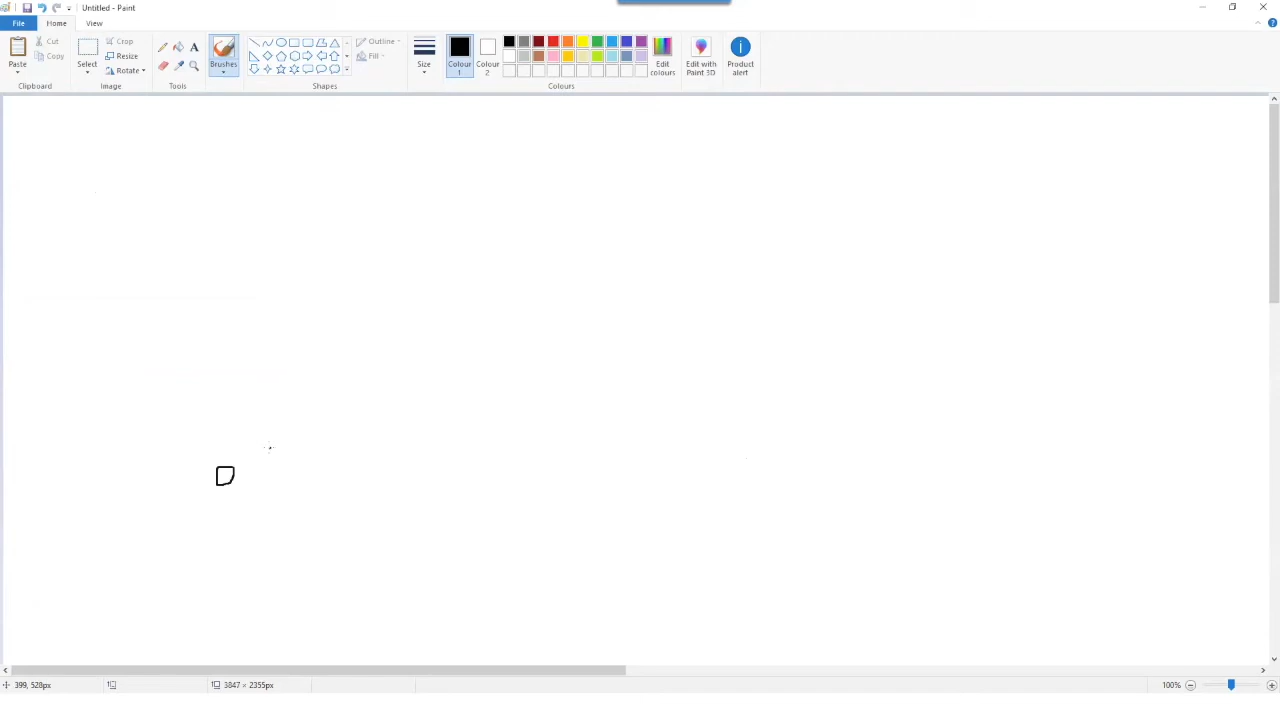 Untitled - Paint
File Home View
Paste Cut Copy Clipboard
Select Crop Resize Rotate Image
A Tools
Brushes
Outline Fill Shapes
Size
Colour 1
Colour 2
Edit colours Colours
Edit with Paint 3D
Product alert
399, 528px 3847 × 2355px 100%